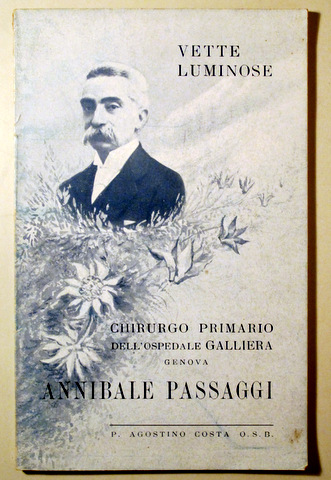 VETTE
LUMINOSE
CHIRURGO PRIMARIO
DELL'OSPEDALE GALLIERA
GENOVA
ANNIBALE PASSAGGI
P. AGOSTINO COSTA O.S.B.